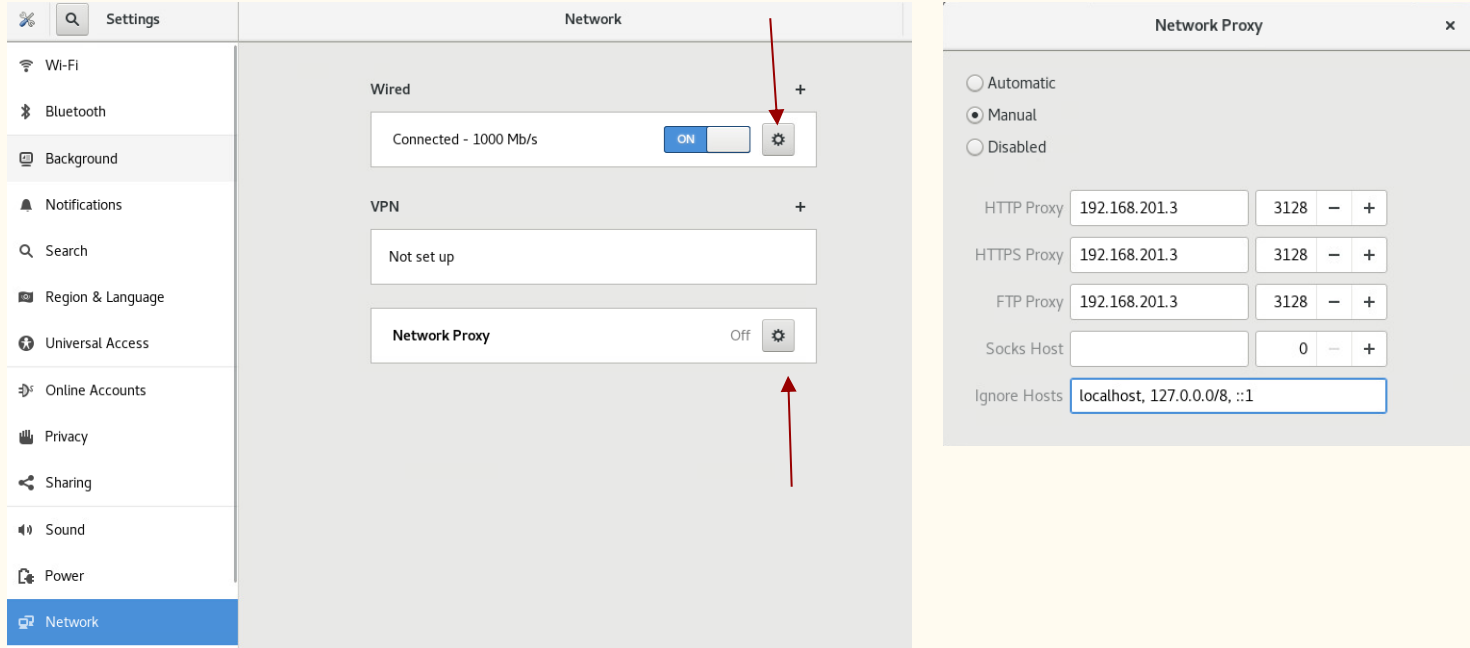 Settings
Network
Wi-Fi
Bluetooth
Background
Notifications
Search
Region & Language
Universal Access
Online Accounts
Privacy
Sharing
Sound
Power
Network
Wired +
Connected - 1000 Mb/s ON
VPN +
Not set up
Network Proxy Off
Network Proxy ×
Automatic
Manual
Disabled
HTTP Proxy 192.168.201.3 3128 − +
HTTPS Proxy 192.168.201.3 3128 − +
FTP Proxy 192.168.201.3 3128 − +
Socks Host 0 − +
Ignore Hosts localhost, 127.0.0.0/8, ::1